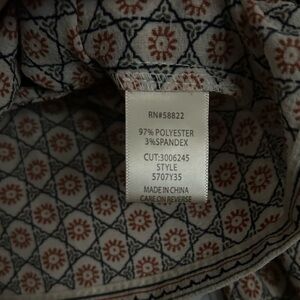 RN#58822
97% POLYESTER
3%SPANDEX
CUT:3006245
STYLE
5707Y35
MADE IN CHINA
CARE ON REVERSE